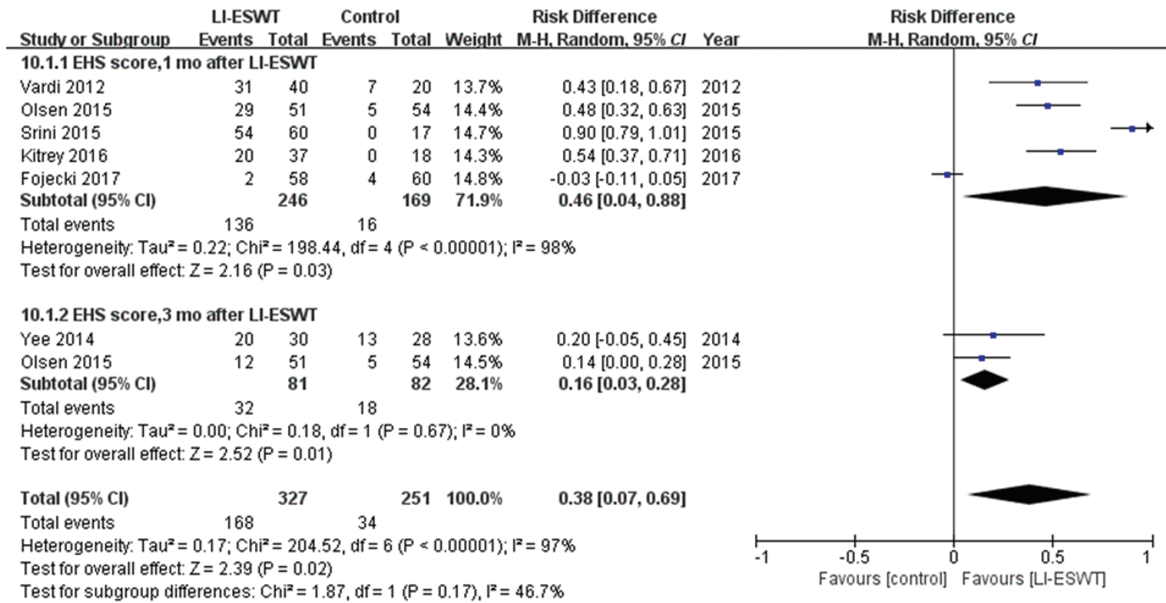 LI-ESWT Control Risk Difference Risk Difference
Study or Subgroup Events Total Events Total Weight M-H, Random, 95% CI Year M-H, Random, 95% CI
10.1.1 EHS score,1 mo after LI-ESWT
Vardi 2012 31 40 7 20 13.7% 0.43 [0.18, 0.67] 2012
Olsen 2015 29 51 5 54 14.4% 0.48 [0.32, 0.63] 2015
Srini 2015 54 60 0 17 14.7% 0.90 [0.79, 1.01] 2015
Kitrey 2016 20 37 0 18 14.3% 0.54 [0.37, 0.71] 2016
Fojecki 2017 2 58 4 60 14.8% -0.03 [-0.11, 0.05] 2017
Subtotal (95% CI) 246 169 71.9% 0.46 [0.04, 0.88]
Total events 136 16
Heterogeneity: Tau² = 0.22; Chi² = 198.44, df = 4 (P < 0.00001); I² = 98%
Test for overall effect: Z = 2.16 (P = 0.03)
10.1.2 EHS score,3 mo after LI-ESWT
Yee 2014 20 30 13 28 13.6% 0.20 [-0.05, 0.45] 2014
Olsen 2015 12 51 5 54 14.5% 0.14 [0.00, 0.28] 2015
Subtotal (95% CI) 81 82 28.1% 0.16 [0.03, 0.28]
Total events 32 18
Heterogeneity: Tau² = 0.00; Chi² = 0.18, df = 1 (P = 0.67); I² = 0%
Test for overall effect: Z = 2.52 (P = 0.01)
Total (95% CI) 327 251 100.0% 0.38 [0.07, 0.69]
Total events 168 34
Heterogeneity: Tau² = 0.17; Chi² = 204.52, df = 6 (P < 0.00001); I² = 97%
Test for overall effect: Z = 2.39 (P = 0.02)
Test for subgroup differences: Chi² = 1.87, df = 1 (P = 0.17), I² = 46.7%
-1 -0.5 0 0.5 1
Favours [control] Favours [LI-ESWT]